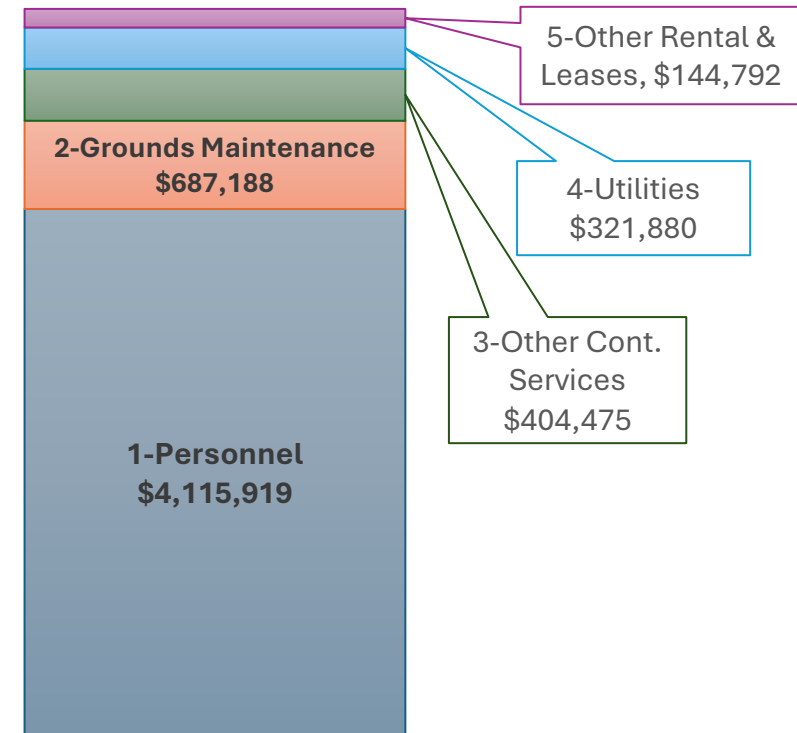 5-Other Rental &
Leases, $144,792
2-Grounds Maintenance
$687,188
4-Utilities
$321,880
3-Other Cont.
Services
$404,475
1-Personnel
$4,115,919